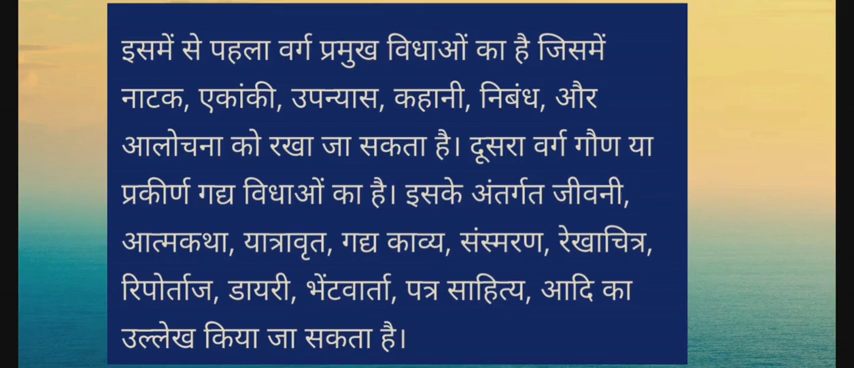 इसमें से पहला वर्ग प्रमुख विधाओं का है जिसमें
नाटक, एकांकी, उपन्यास, कहानी, निबंध, और
आलोचना को रखा जा सकता है। दूसरा वर्ग गौण या
प्रकीर्ण गद्य विधाओं का है। इसके अंतर्गत जीवनी,
आत्मकथा, यात्रावृत, गद्य काव्य, संस्मरण, रेखाचित्र,
रिपोर्ताज, डायरी, भेंटवार्ता, पत्र साहित्य, आदि का
उल्लेख किया जा सकता है।